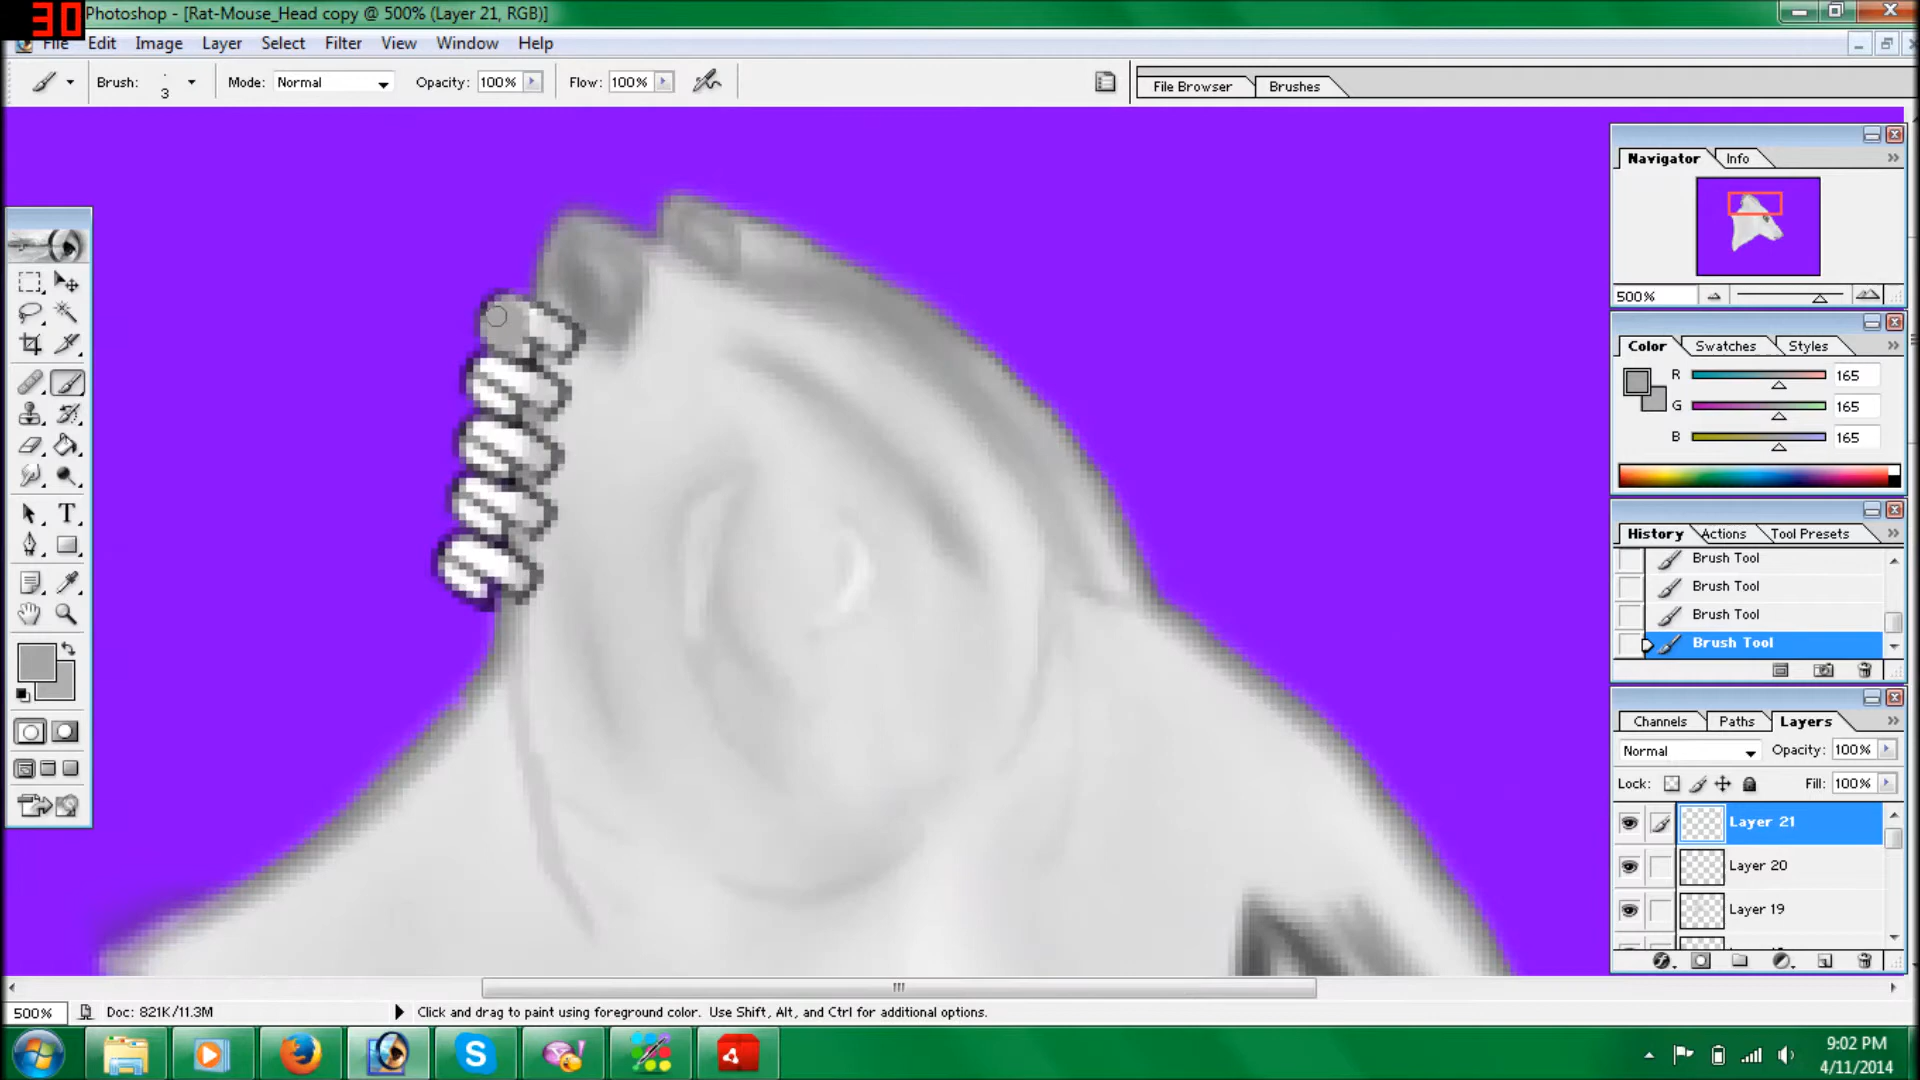 30
Photoshop - [Rat-Mouse_Head copy @ 500% (Layer 21, RGB)]
File Edit Image Layer Select Filter View Window Help
Brush: 3 Mode: Normal Opacity: 100% Flow: 100% File Browser Brushes
Navigator Info
500%
Color Swatches Styles
R 165
G 165
B 165
History Actions Tool Presets
Brush Tool
Brush Tool
Brush Tool
Brush Tool
Channels Paths Layers
Normal Opacity: 100%
Lock: Fill: 100%
Layer 21
Layer 20
Layer 19
T
500% Doc: 821K/11.3M Click and drag to paint using foreground color. Use Shift, Alt, and Ctrl for additional options.
S
9:02 PM
4/11/2014